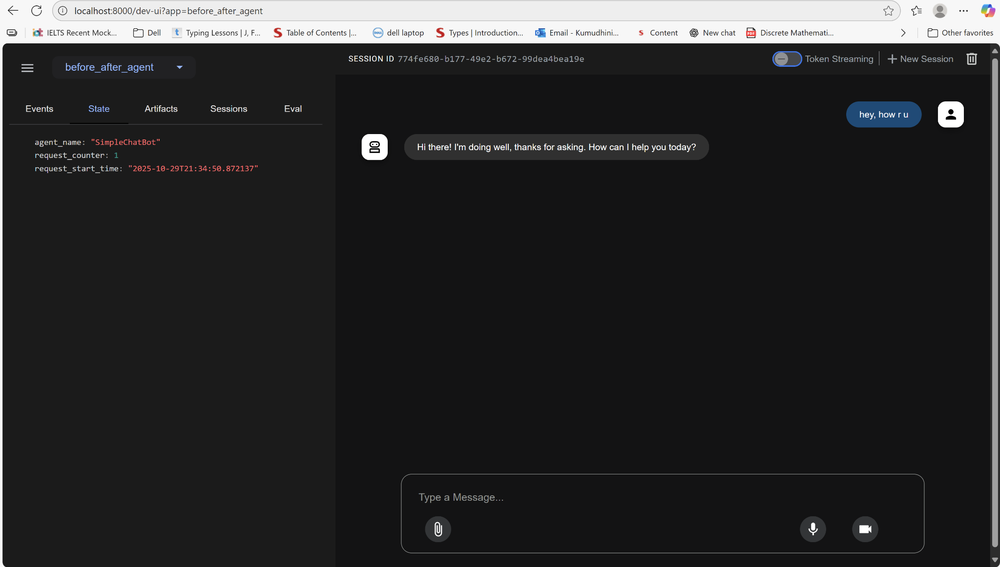 localhost:8000/dev-ui?app=before_after_agent
IELTS Recent Mock... Dell Typing Lessons | J, F... Table of Contents |... dell laptop Types | Introduction... Email - Kumudhini... Content New chat Discrete Mathemati... Other favorites
before_after_agent
SESSION ID 774fe680-b177-49e2-b672-99dea4bea19e
Token Streaming
New Session
Events State Artifacts Sessions Eval
agent_name: "SimpleChatBot"
request_counter: 1
request_start_time: "2025-10-29T21:34:50.872137"
hey, how r u
Hi there! I'm doing well, thanks for asking. How can I help you today?
Type a Message...